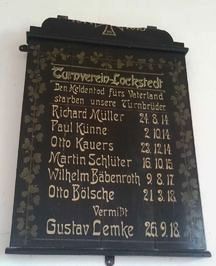 Turnverein-Lockstedt
Den Heldentod fürs Vaterland
starben unsere Turnbrüder
Richard Müller 24. 8. 14
Paul Künne 2. 10. 14
Otto Kauers 22. 12. 14
Martin Schlüter 16. 10. 15
Wilhelm Bäbenroth 9. 8. 17
Otto Bölsche 21. 3. 18
Vermißt
Gustav Lemke 26. 9. 18